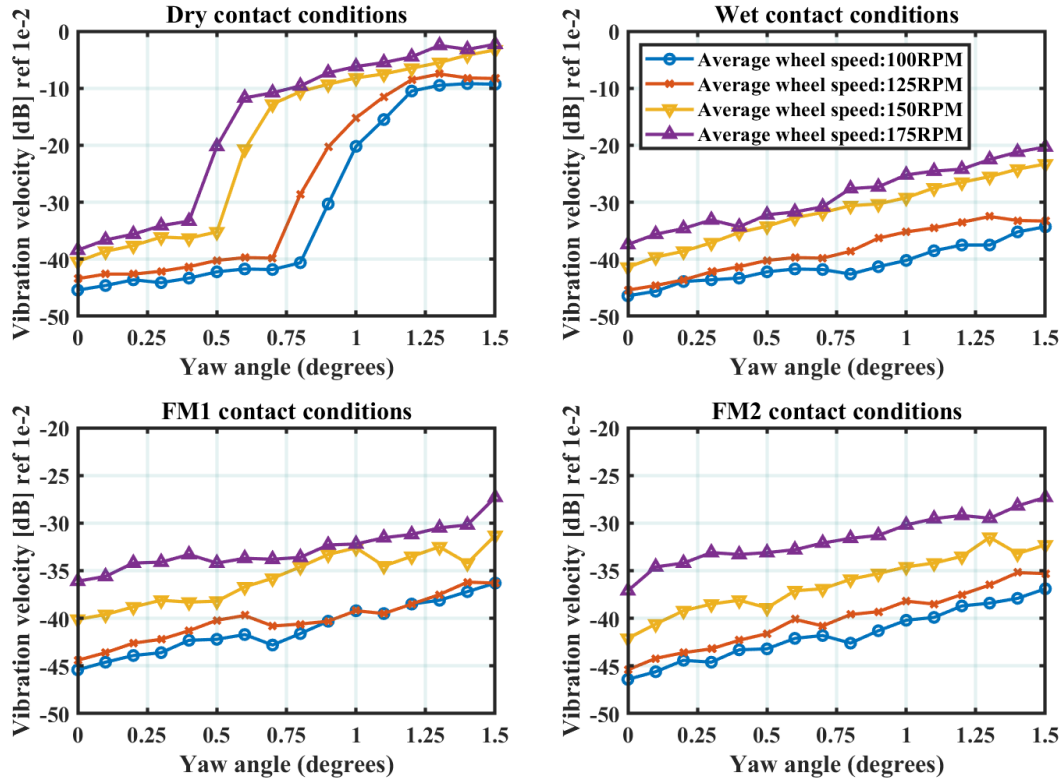 Dry contact conditions
Vibration velocity [dB] ref 1e-2
0
-10
-20
-30
-40
-50
0 0.25 0.5 0.75 1 1.25 1.5
Yaw angle (degrees)
Wet contact conditions
Vibration velocity [dB] ref 1e-2
0
-10
-20
-30
-40
-50
Average wheel speed:100RPM
Average wheel speed:125RPM
Average wheel speed:150RPM
Average wheel speed:175RPM
0 0.25 0.5 0.75 1 1.25 1.5
Yaw angle (degrees)
FM1 contact conditions
Vibration velocity [dB] ref 1e-2
-20
-25
-30
-35
-40
-45
-50
0 0.25 0.5 0.75 1 1.25 1.5
Yaw angle (degrees)
FM2 contact conditions
Vibration velocity [dB] ref 1e-2
-20
-25
-30
-35
-40
-45
-50
0 0.25 0.5 0.75 1 1.25 1.5
Yaw angle (degrees)